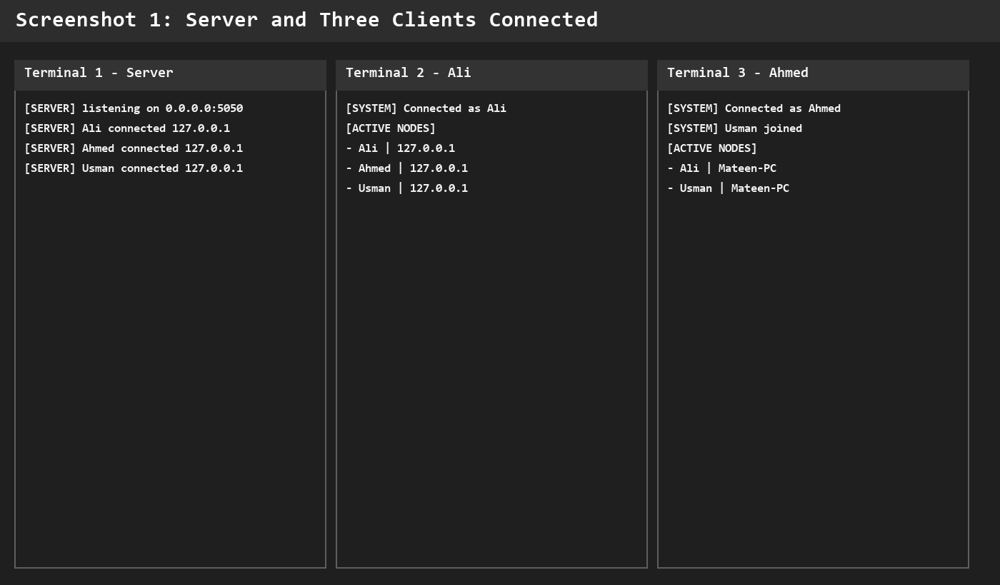 Screenshot 1: Server and Three Clients Connected
Terminal 1 - Server
[SERVER] listening on 0.0.0.0:5050
[SERVER] Ali connected 127.0.0.1
[SERVER] Ahmed connected 127.0.0.1
[SERVER] Usman connected 127.0.0.1
Terminal 2 - Ali
[SYSTEM] Connected as Ali
[ACTIVE NODES]
- Ali | 127.0.0.1
- Ahmed | 127.0.0.1
- Usman | 127.0.0.1
Terminal 3 - Ahmed
[SYSTEM] Connected as Ahmed
[SYSTEM] Usman joined
[ACTIVE NODES]
- Ali | Mateen-PC
- Usman | Mateen-PC